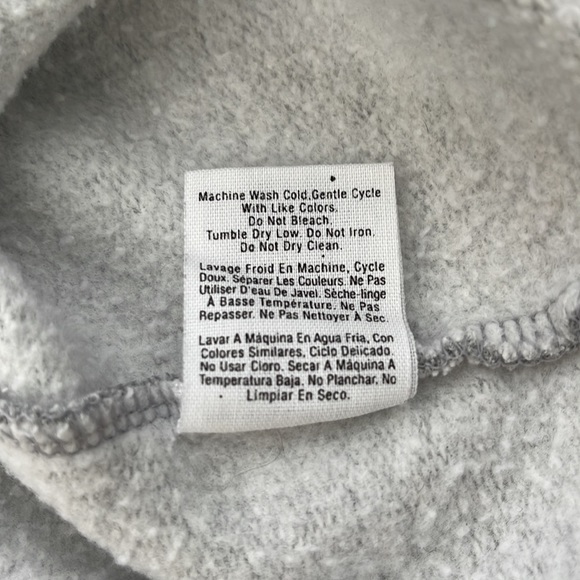 Machine Wash Cold,Gentle Cycle
With Like Colors.
Do Not Bleach.
Tumble Dry Low. Do Not Iron.
Do Not Dry Clean.
Lavage Froid En Machine, Cycle
Doux. Séparer Les Couleurs. Ne Pas
Utiliser D'eau De Javel. Sèche-linge
À Basse Température. Ne Pas
Repasser. Ne Pas Nettoyer À Sec.
Lavar A Máquina En Agua Fria, Con
Colores Similares, Ciclo Delicado.
No Usar Cloro. Secar A Máquina A
Temperatura Baja. No Planchar. No
Limpiar En Seco.